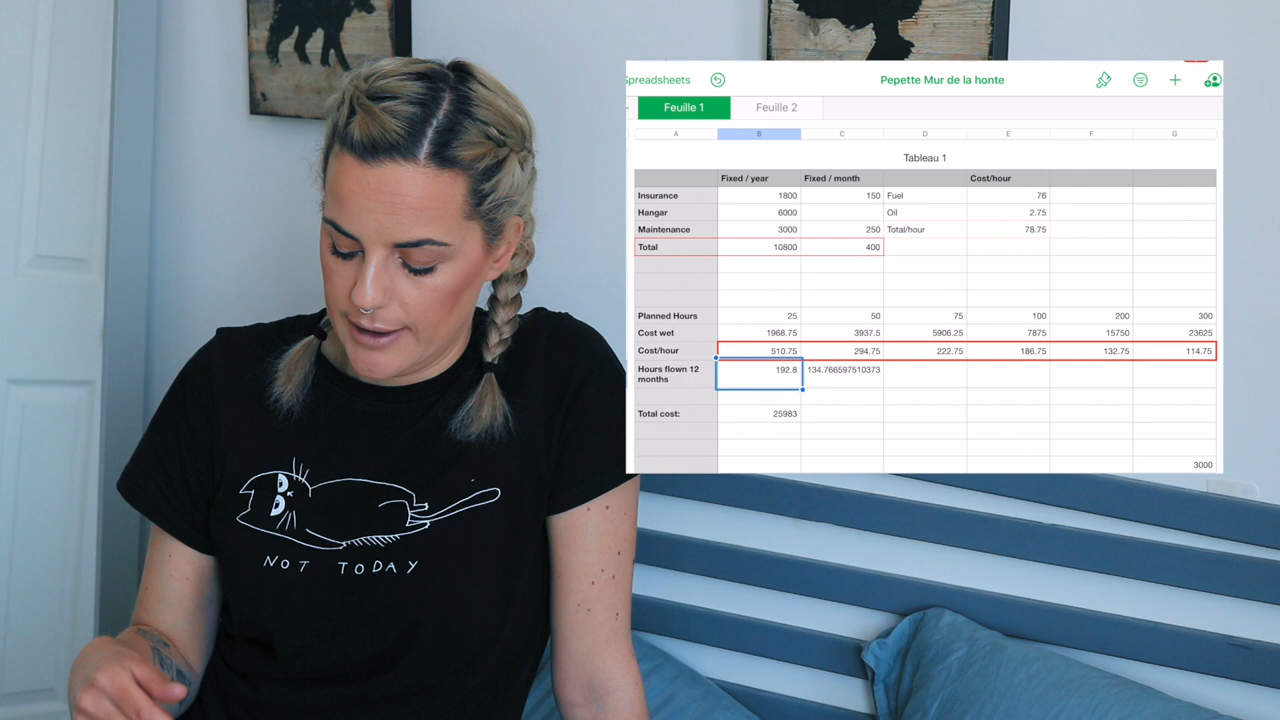 Spreadsheets Pepette Mur de la honte
Feuille 1 Feuille 2
A B C D E F G
Tableau 1
Fixed / year Fixed / month Cost/hour
Insurance 1800 150 Fuel 76
Hangar 6000 Oil 2.75
Maintenance 3000 250 Total/hour 78.75
Total 10800 400
Planned Hours 25 50 75 100 200 300
Cost wet 1968.75 3937.5 5906.25 7875 15750 23625
Cost/hour 510.75 294.75 222.75 186.75 132.75 114.75
Hours flown 12 192.8 134.766597510373
months
Total cost: 25983
3000
NOT TODAY